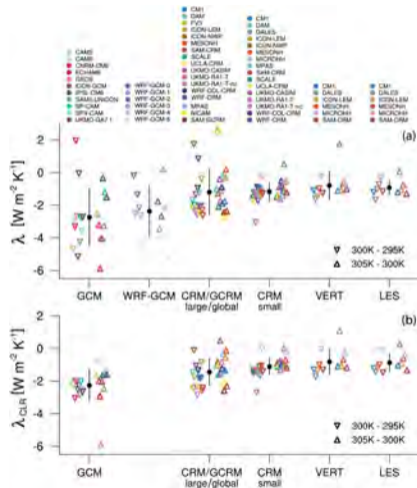 CM1
DAM
FV3
ICON-LEM
ICON-NWP
MESONH
SAM-CRM
SCALE
UCLA-CRM
UKMO-CASIM
UKMO-RA1-T
UKMO-RA1-T-nc
WRF-COL-CRM
WRF-CRM
MPAS
NICAM
SAM-GCRM
CAM5
CAM6
CNRM-CM6
ECHAM6
GEOS
ICON-GCM
IPSL-CM6
SAM0-UNICON
SP-CAM
SPX-CAM
UKMO-GA7.1
WRF-GCM-0
WRF-GCM-1
WRF-GCM-2
WRF-GCM-3
WRF-GCM-4
CM1
DAM
DALES
ICON-LEM
ICON-NWP
MESONH
MICROHH
MPAS
SAM-CRM
SCALE
UCLA-CRM
UKMO-CASIM
UKMO-RA1-T
UKMO-RA1-T-nc
WRF-COL-CRM
WRF-CRM
CM1
DALES
ICON-LEM
MESONH
MICROHH
SAM-CRM
CM1
DALES
ICON-LEM
MESONH
MICROHH
SAM-CRM
(a)
λ [W m-2 K-1]
2
0
-2
-4
-6
300K - 295K
305K - 300K
GCM
WRF-GCM
CRM/GCRM
large/global
CRM
small
VERT
LES
(b)
λCLR [W m-2 K-1]
2
0
-2
-4
-6
300K - 295K
305K - 300K
GCM
CRM/GCRM
large/global
CRM
small
VERT
LES